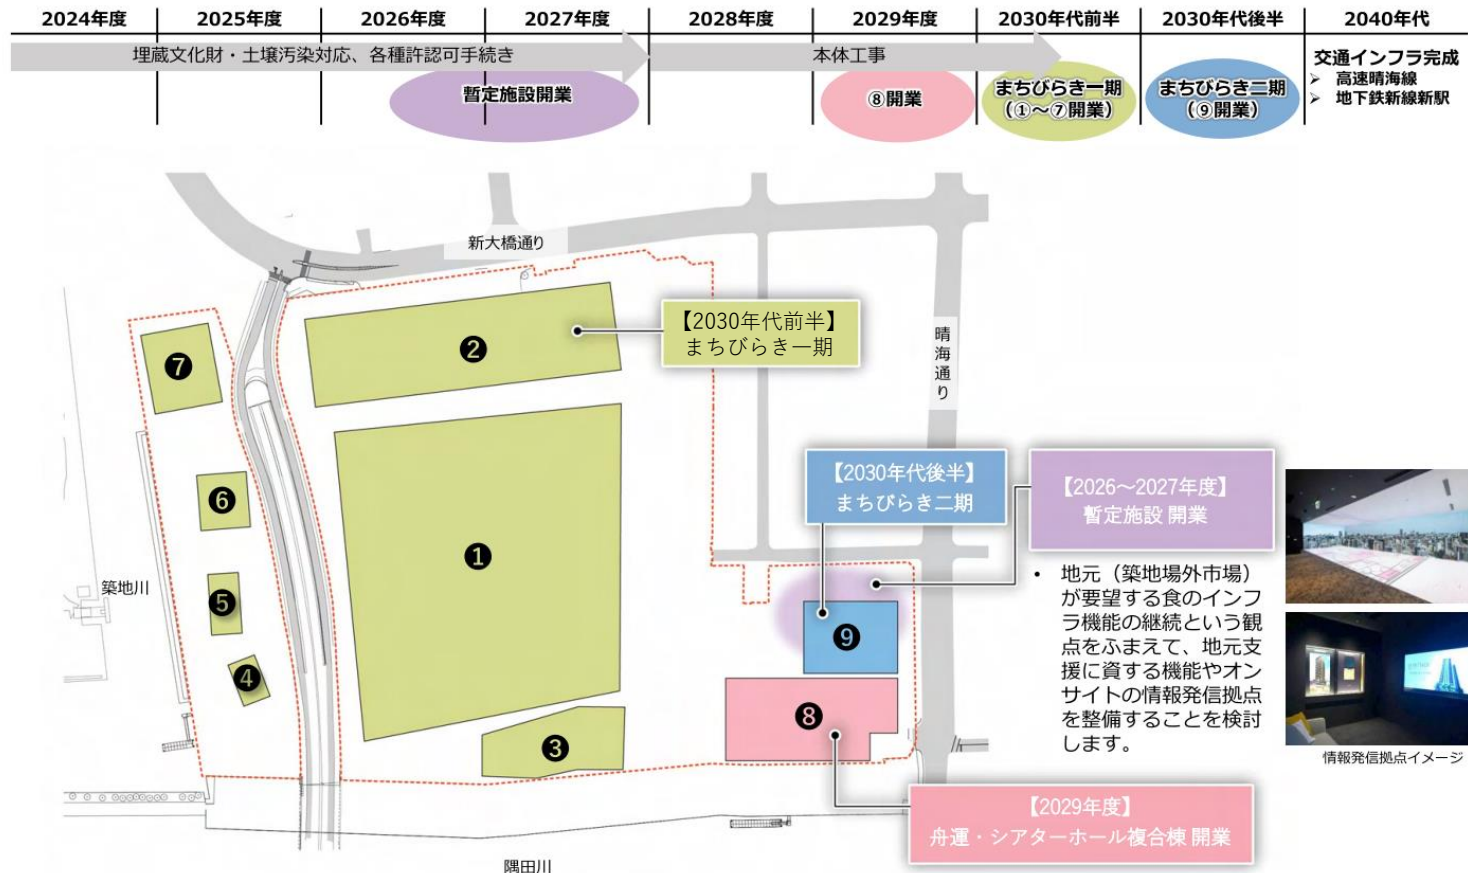 2024年度
2025年度
2026年度
2027年度
2028年度
2029年度
2030年代前半
2030年代後半
2040年代
埋蔵文化財・土壌汚染対応、各種許認可手続き
本体工事
暫定施設開業
⑧開業
まちびらき一期
（①～⑦開業）
まちびらき二期
（⑨開業）
交通インフラ完成
➢ 高速晴海線
➢ 地下鉄新線新駅
新大橋通り
【2030年代前半】
まちびらき一期
晴海通り
❼
❷
❻
❶
❺
❹
❸
❾
❽
築地川
【2030年代後半】
まちびらき二期
【2026～2027年度】
暫定施設 開業
• 地元（築地場外市場）
が要望する食のインフ
ラ機能の継続という観
点をふまえて、地元支
援に資する機能やオン
サイトの情報発信拠点
を整備することを検討
します。
情報発信拠点イメージ
【2029年度】
舟運・シアターホール複合棟 開業
隅田川